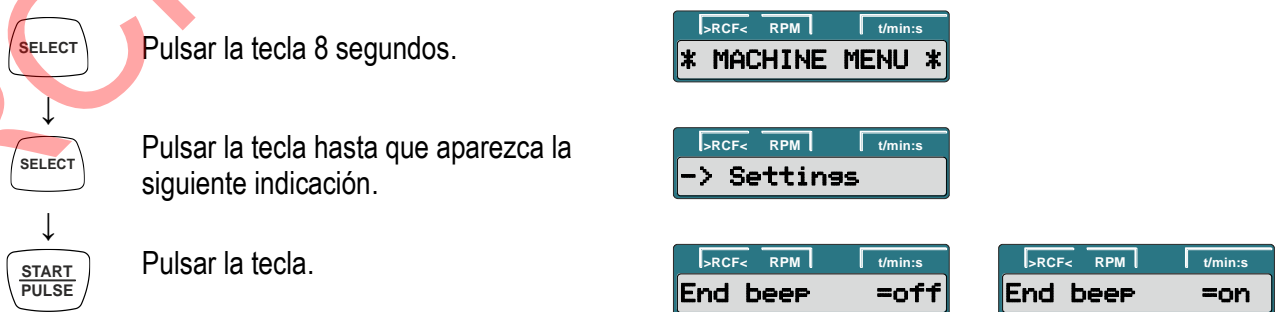 SELECT
Pulsar la tecla 8 segundos.
>RCF< RPM t/min:s
* MACHINE MENU *
↓
SELECT
Pulsar la tecla hasta que aparezca la
siguiente indicación.
>RCF< RPM t/min:s
-> Settings
↓
START
PULSE
Pulsar la tecla.
>RCF< RPM t/min:s
End beep =off
>RCF< RPM t/min:s
End beep =on